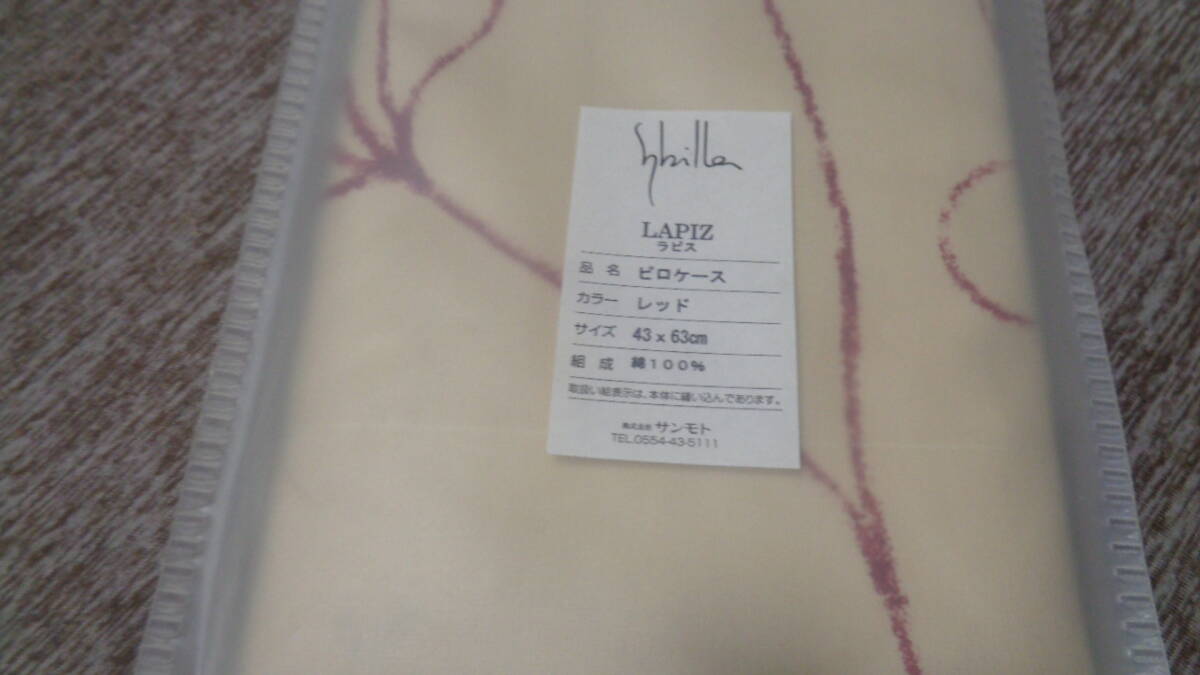 Sybilla
LAPIZ
ラピス
品 名 ピロケース
カラー レッド
サイズ 43 x 63㎝
組 成 綿100%
取扱い絵表示は、本体に縫い込んであります。
株式会社 サンモト
TEL.0554-43-5111